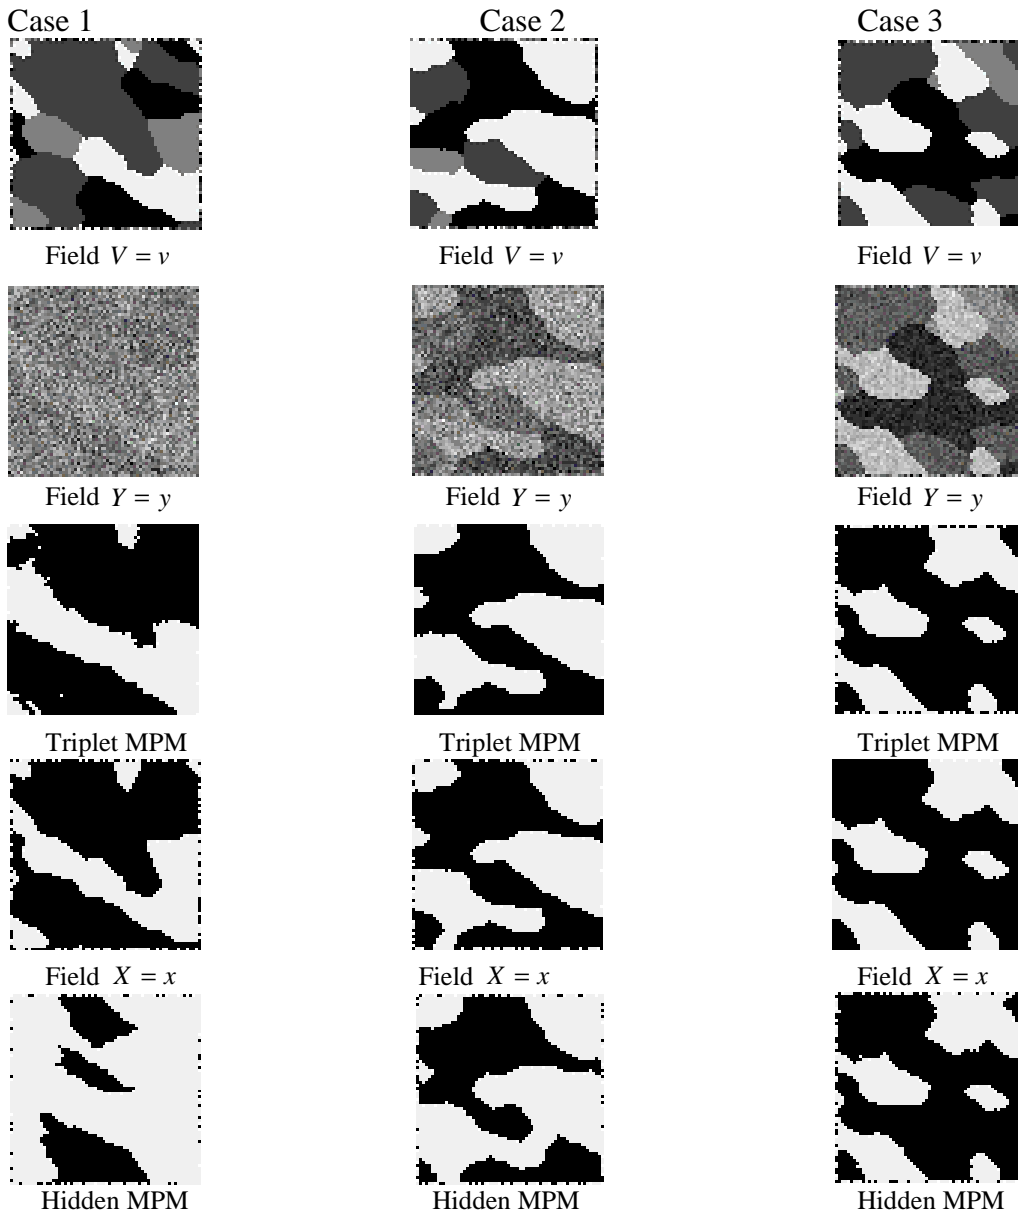 Case 1 Case 2 Case 3
Field V = v Field V = v Field V = v
Field Y = y Field Y = y Field Y = y
Triplet MPM Triplet MPM Triplet MPM
Field X = x Field X = x Field X = x
Hidden MPM Hidden MPM Hidden MPM